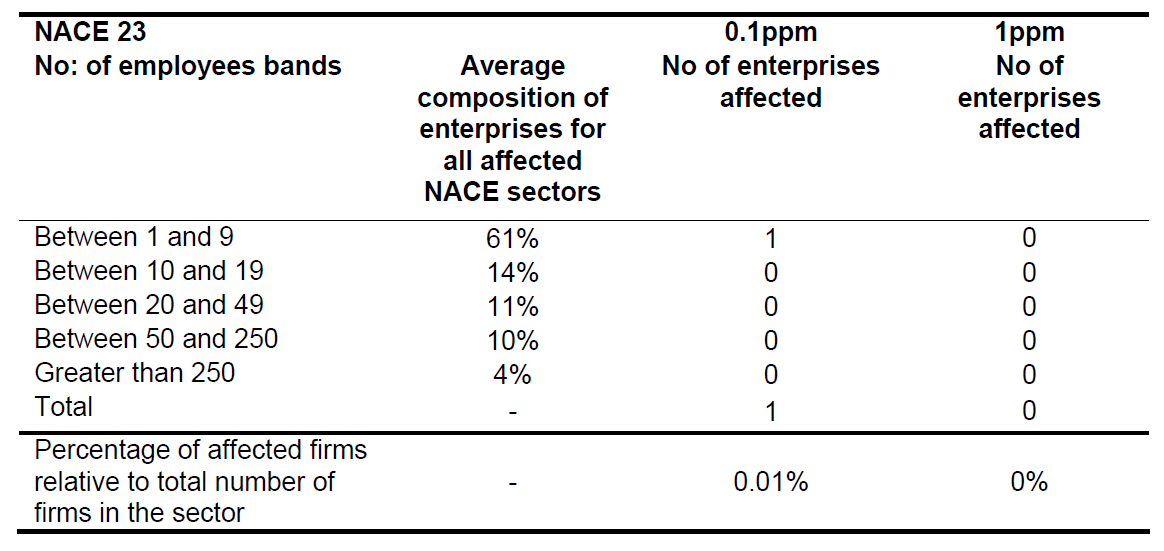 NACE 23 0.1ppm 1ppm
No: of employees bands Average No of enterprises No of
composition of affected enterprises
enterprises for affected
all affected
NACE sectors
Between 1 and 9 61% 1 0
Between 10 and 19 14% 0 0
Between 20 and 49 11% 0 0
Between 50 and 250 10% 0 0
Greater than 250 4% 0 0
Total - 1 0
Percentage of affected firms
relative to total number of - 0.01% 0%
firms in the sector